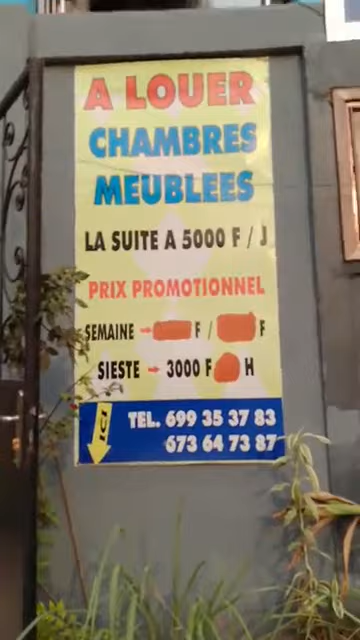 A LOUER
CHAMBRES
MEUBLEES
LA SUITE A 5000 F / J
PRIX PROMOTIONNEL
SEMAINE → F / F
SIESTE → 3000 F H
ICI
TEL. 699 35 37 83
673 64 73 87